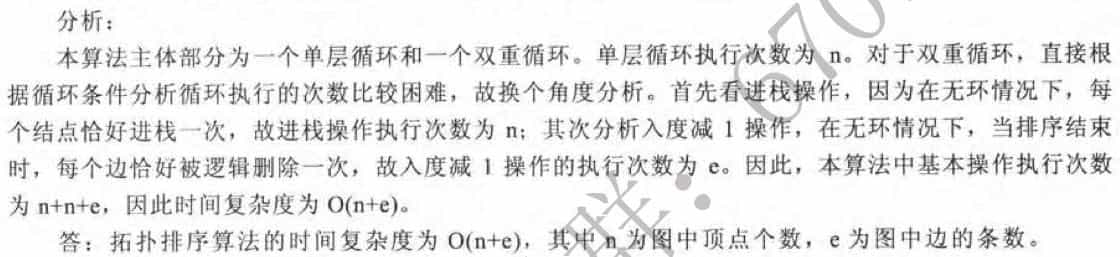 分析：
本算法主体部分为一个单层循环和一个双重循环。单层循环执行次数为 n。对于双重循环，直接根
据循环条件分析循环执行的次数比较困难，故换个角度分析。首先看进栈操作，因为在无环情况下，每
个结点恰好进栈一次，故进栈操作执行次数为 n；其次分析入度减 1 操作，在无环情况下，当排序结束
时，每个边恰好被逻辑删除一次，故入度减 1 操作的执行次数为 e。因此，本算法中基本操作执行次数
为 n+n+e，因此时间复杂度为 O(n+e)。
答：拓扑排序算法的时间复杂度为 O(n+e)，其中 n 为图中顶点个数，e 为图中边的条数。
群：670